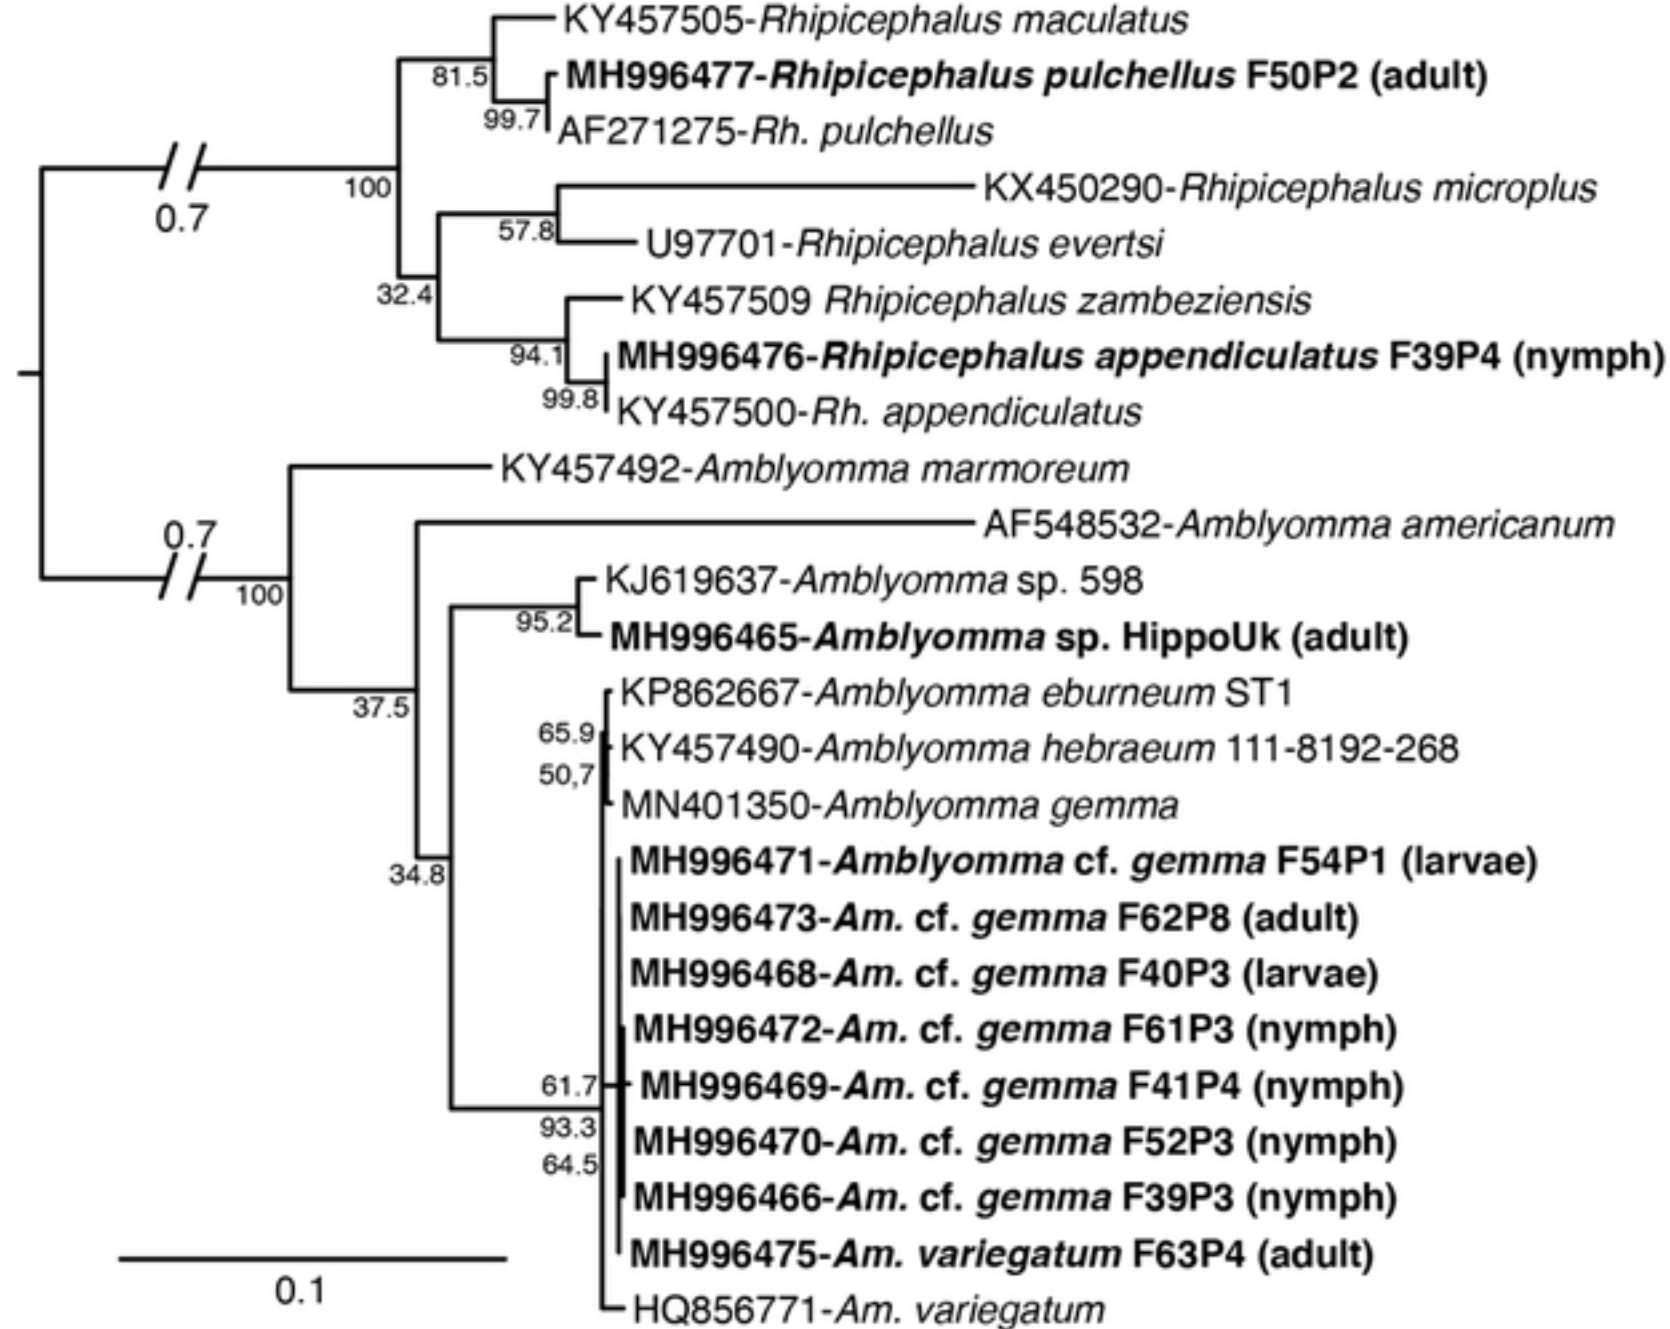 KY457505-Rhipicephalus maculatus
81.5
MH996477-Rhipicephalus pulchellus F50P2 (adult)
99.7
AF271275-Rh. pulchellus
100
KX450290-Rhipicephalus microplus
0.7
57.8
U97701-Rhipicephalus evertsi
32.4
KY457509 Rhipicephalus zambeziensis
94.1
MH996476-Rhipicephalus appendiculatus F39P4 (nymph)
99.8
KY457500-Rh. appendiculatus
KY457492-Amblyomma marmoreum
0.7
AF548532-Amblyomma americanum
100
KJ619637-Amblyomma sp. 598
95.2
MH996465-Amblyomma sp. HippoUk (adult)
37.5
KP862667-Amblyomma eburneum ST1
65.9
KY457490-Amblyomma hebraeum 111-8192-268
50,7
MN401350-Amblyomma gemma
34.8
MH996471-Amblyomma cf. gemma F54P1 (larvae)
MH996473-Am. cf. gemma F62P8 (adult)
MH996468-Am. cf. gemma F40P3 (larvae)
MH996472-Am. cf. gemma F61P3 (nymph)
61.7
MH996469-Am. cf. gemma F41P4 (nymph)
93.3
MH996470-Am. cf. gemma F52P3 (nymph)
64.5
MH996466-Am. cf. gemma F39P3 (nymph)
MH996475-Am. variegatum F63P4 (adult)
0.1
HQ856771-Am. variegatum